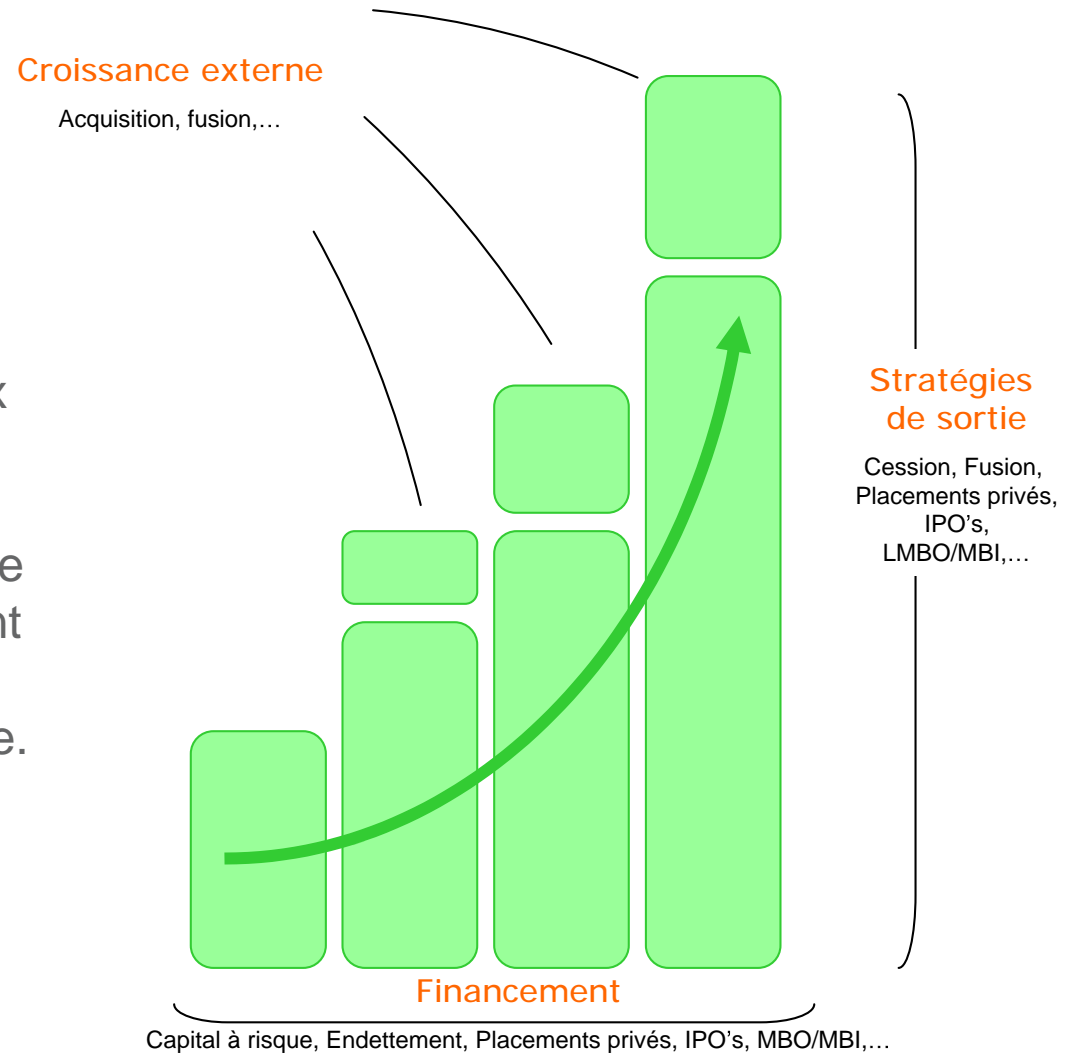 Croissance externe
Acquisition, fusion,…
x
e
nt
e.
Stratégies
de sortie
Cession, Fusion,
Placements privés,
IPO's,
LMBO/MBI,…
Financement
Capital à risque, Endettement, Placements privés, IPO's, MBO/MBI,…